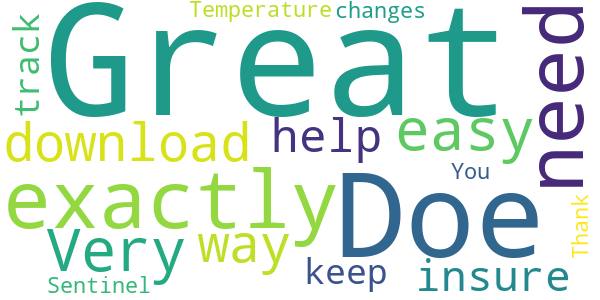 Temperature changes
track
Great
need
download help easy
exactly Doe
You
Thank
Very way
keep insure
Sentinel